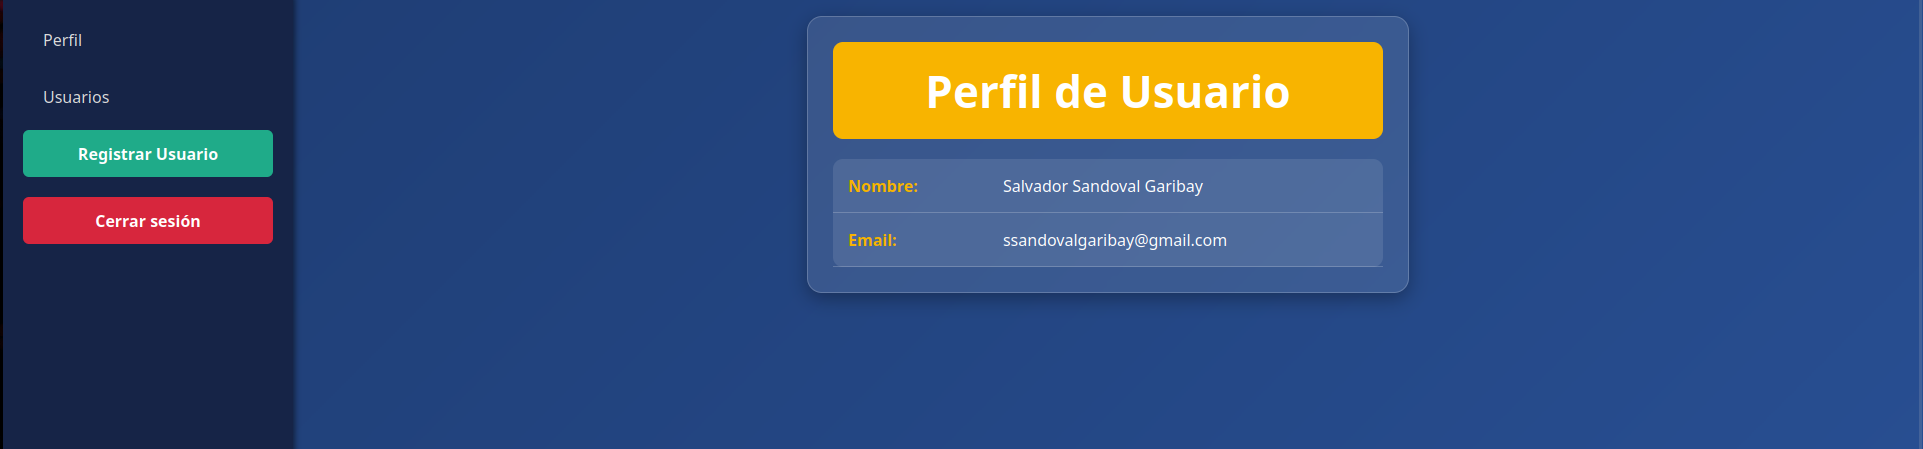 Perfil
Usuarios
Registrar Usuario
Cerrar sesión
Perfil de Usuario
Nombre: Salvador Sandoval Garibay
Email: ssandovalgaribay@gmail.com